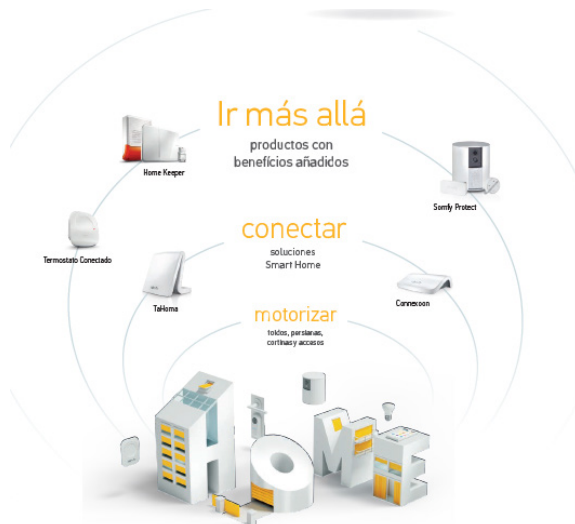 Ir más allá
productos con
benefícios añadidos
Home Keeper
Somfy Protect
conectar
soluciones
Smart Home
Termostato Conectado
TaHoma
Connexoon
motorizar
toldos, persianas,
cortinas y accesos
HOME